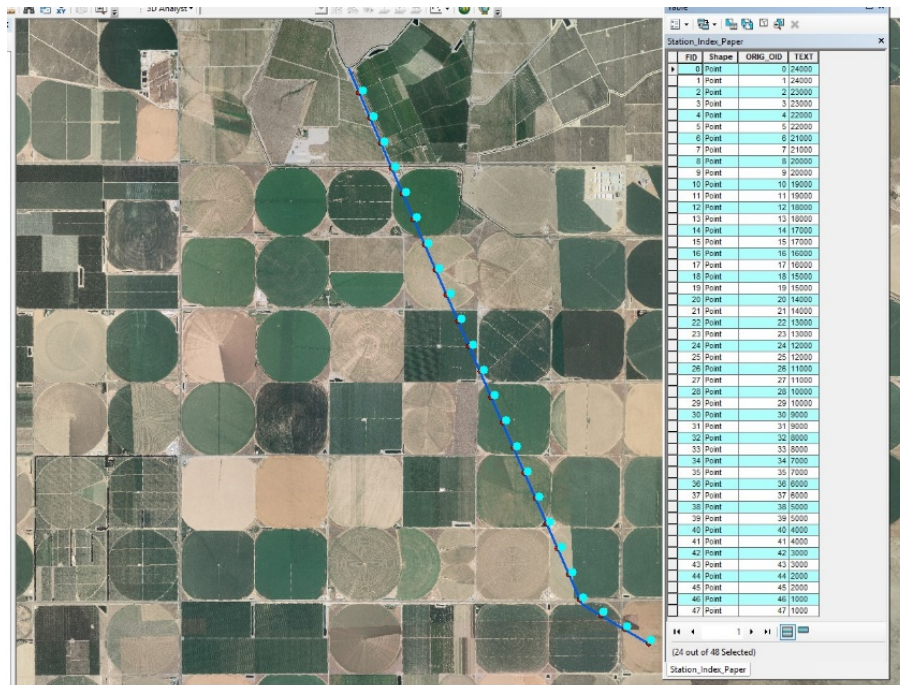 3D Analyst
Table
Station_Index_Paper
FID Shape ORIG_OID TEXT
0 Point 0 24000
1 Point 1 24000
2 Point 2 23000
3 Point 3 23000
4 Point 4 22000
5 Point 5 22000
6 Point 6 21000
7 Point 7 21000
8 Point 8 20000
9 Point 9 20000
10 Point 10 19000
11 Point 11 19000
12 Point 12 18000
13 Point 13 18000
14 Point 14 17000
15 Point 15 17000
16 Point 16 16000
17 Point 17 16000
18 Point 18 15000
19 Point 19 15000
20 Point 20 14000
21 Point 21 14000
22 Point 22 13000
23 Point 23 13000
24 Point 24 12000
25 Point 25 12000
26 Point 26 11000
27 Point 27 11000
28 Point 28 10000
29 Point 29 10000
30 Point 30 9000
31 Point 31 9000
32 Point 32 8000
33 Point 33 8000
34 Point 34 7000
35 Point 35 7000
36 Point 36 6000
37 Point 37 6000
38 Point 38 5000
39 Point 39 5000
40 Point 40 4000
41 Point 41 4000
42 Point 42 3000
43 Point 43 3000
44 Point 44 2000
45 Point 45 2000
46 Point 46 1000
47 Point 47 1000
1
(24 out of 48 Selected)
Station_Index_Paper